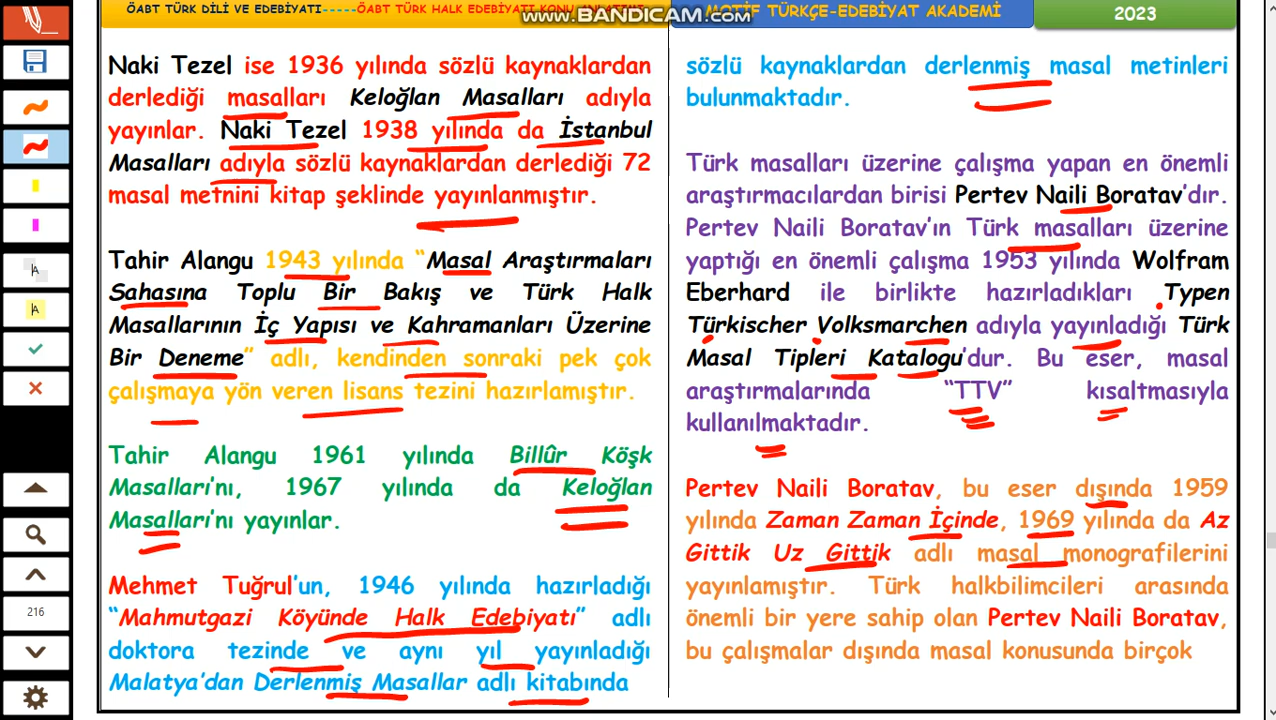 ÖABT TÜRK DİLİ VE EDEBİYATI-----ÖABT TÜRK HALK EDEBİYATI KONU ANLATIMI
www.BANDICAM.com
MOTİF TÜRKÇE-EDEBİYAT AKADEMİ
2023
Naki Tezel ise 1936 yılında sözlü kaynaklardan
derlediği masalları Keloğlan Masalları adıyla
yayınlar. Naki Tezel 1938 yılında da İstanbul
Masalları adıyla sözlü kaynaklardan derlediği 72
masal metnini kitap şeklinde yayınlanmıştır.
Tahir Alangu 1943 yılında “Masal Araştırmaları
Sahasına Toplu Bir Bakış ve Türk Halk
Masallarının İç Yapısı ve Kahramanları Üzerine
Bir Deneme” adlı, kendinden sonraki pek çok
çalışmaya yön veren lisans tezini hazırlamıştır.
Tahir Alangu 1961 yılında Billûr Köşk
Masalları’nı, 1967 yılında da Keloğlan
Masalları’nı yayınlar.
Mehmet Tuğrul’un, 1946 yılında hazırladığı
“Mahmutgazi Köyünde Halk Edebiyatı” adlı
doktora tezinde ve aynı yıl yayınladığı
Malatya’dan Derlenmiş Masallar adlı kitabında
sözlü kaynaklardan derlenmiş masal metinleri
bulunmaktadır.
Türk masalları üzerine çalışma yapan en önemli
araştırmacılardan birisi Pertev Naili Boratav’dır.
Pertev Naili Boratav’ın Türk masalları üzerine
yaptığı en önemli çalışma 1953 yılında Wolfram
Eberhard ile birlikte hazırladıkları Typen
Türkischer Volksmarchen adıyla yayınladığı Türk
Masal Tipleri Katalogu’dur. Bu eser, masal
araştırmalarında “TTV” kısaltmasıyla
kullanılmaktadır.
Pertev Naili Boratav, bu eser dışında 1959
yılında Zaman Zaman İçinde, 1969 yılında da Az
Gittik Uz Gittik adlı masal monografilerini
yayınlamıştır. Türk halkbilimcileri arasında
önemli bir yere sahip olan Pertev Naili Boratav,
bu çalışmalar dışında masal konusunda birçok
216